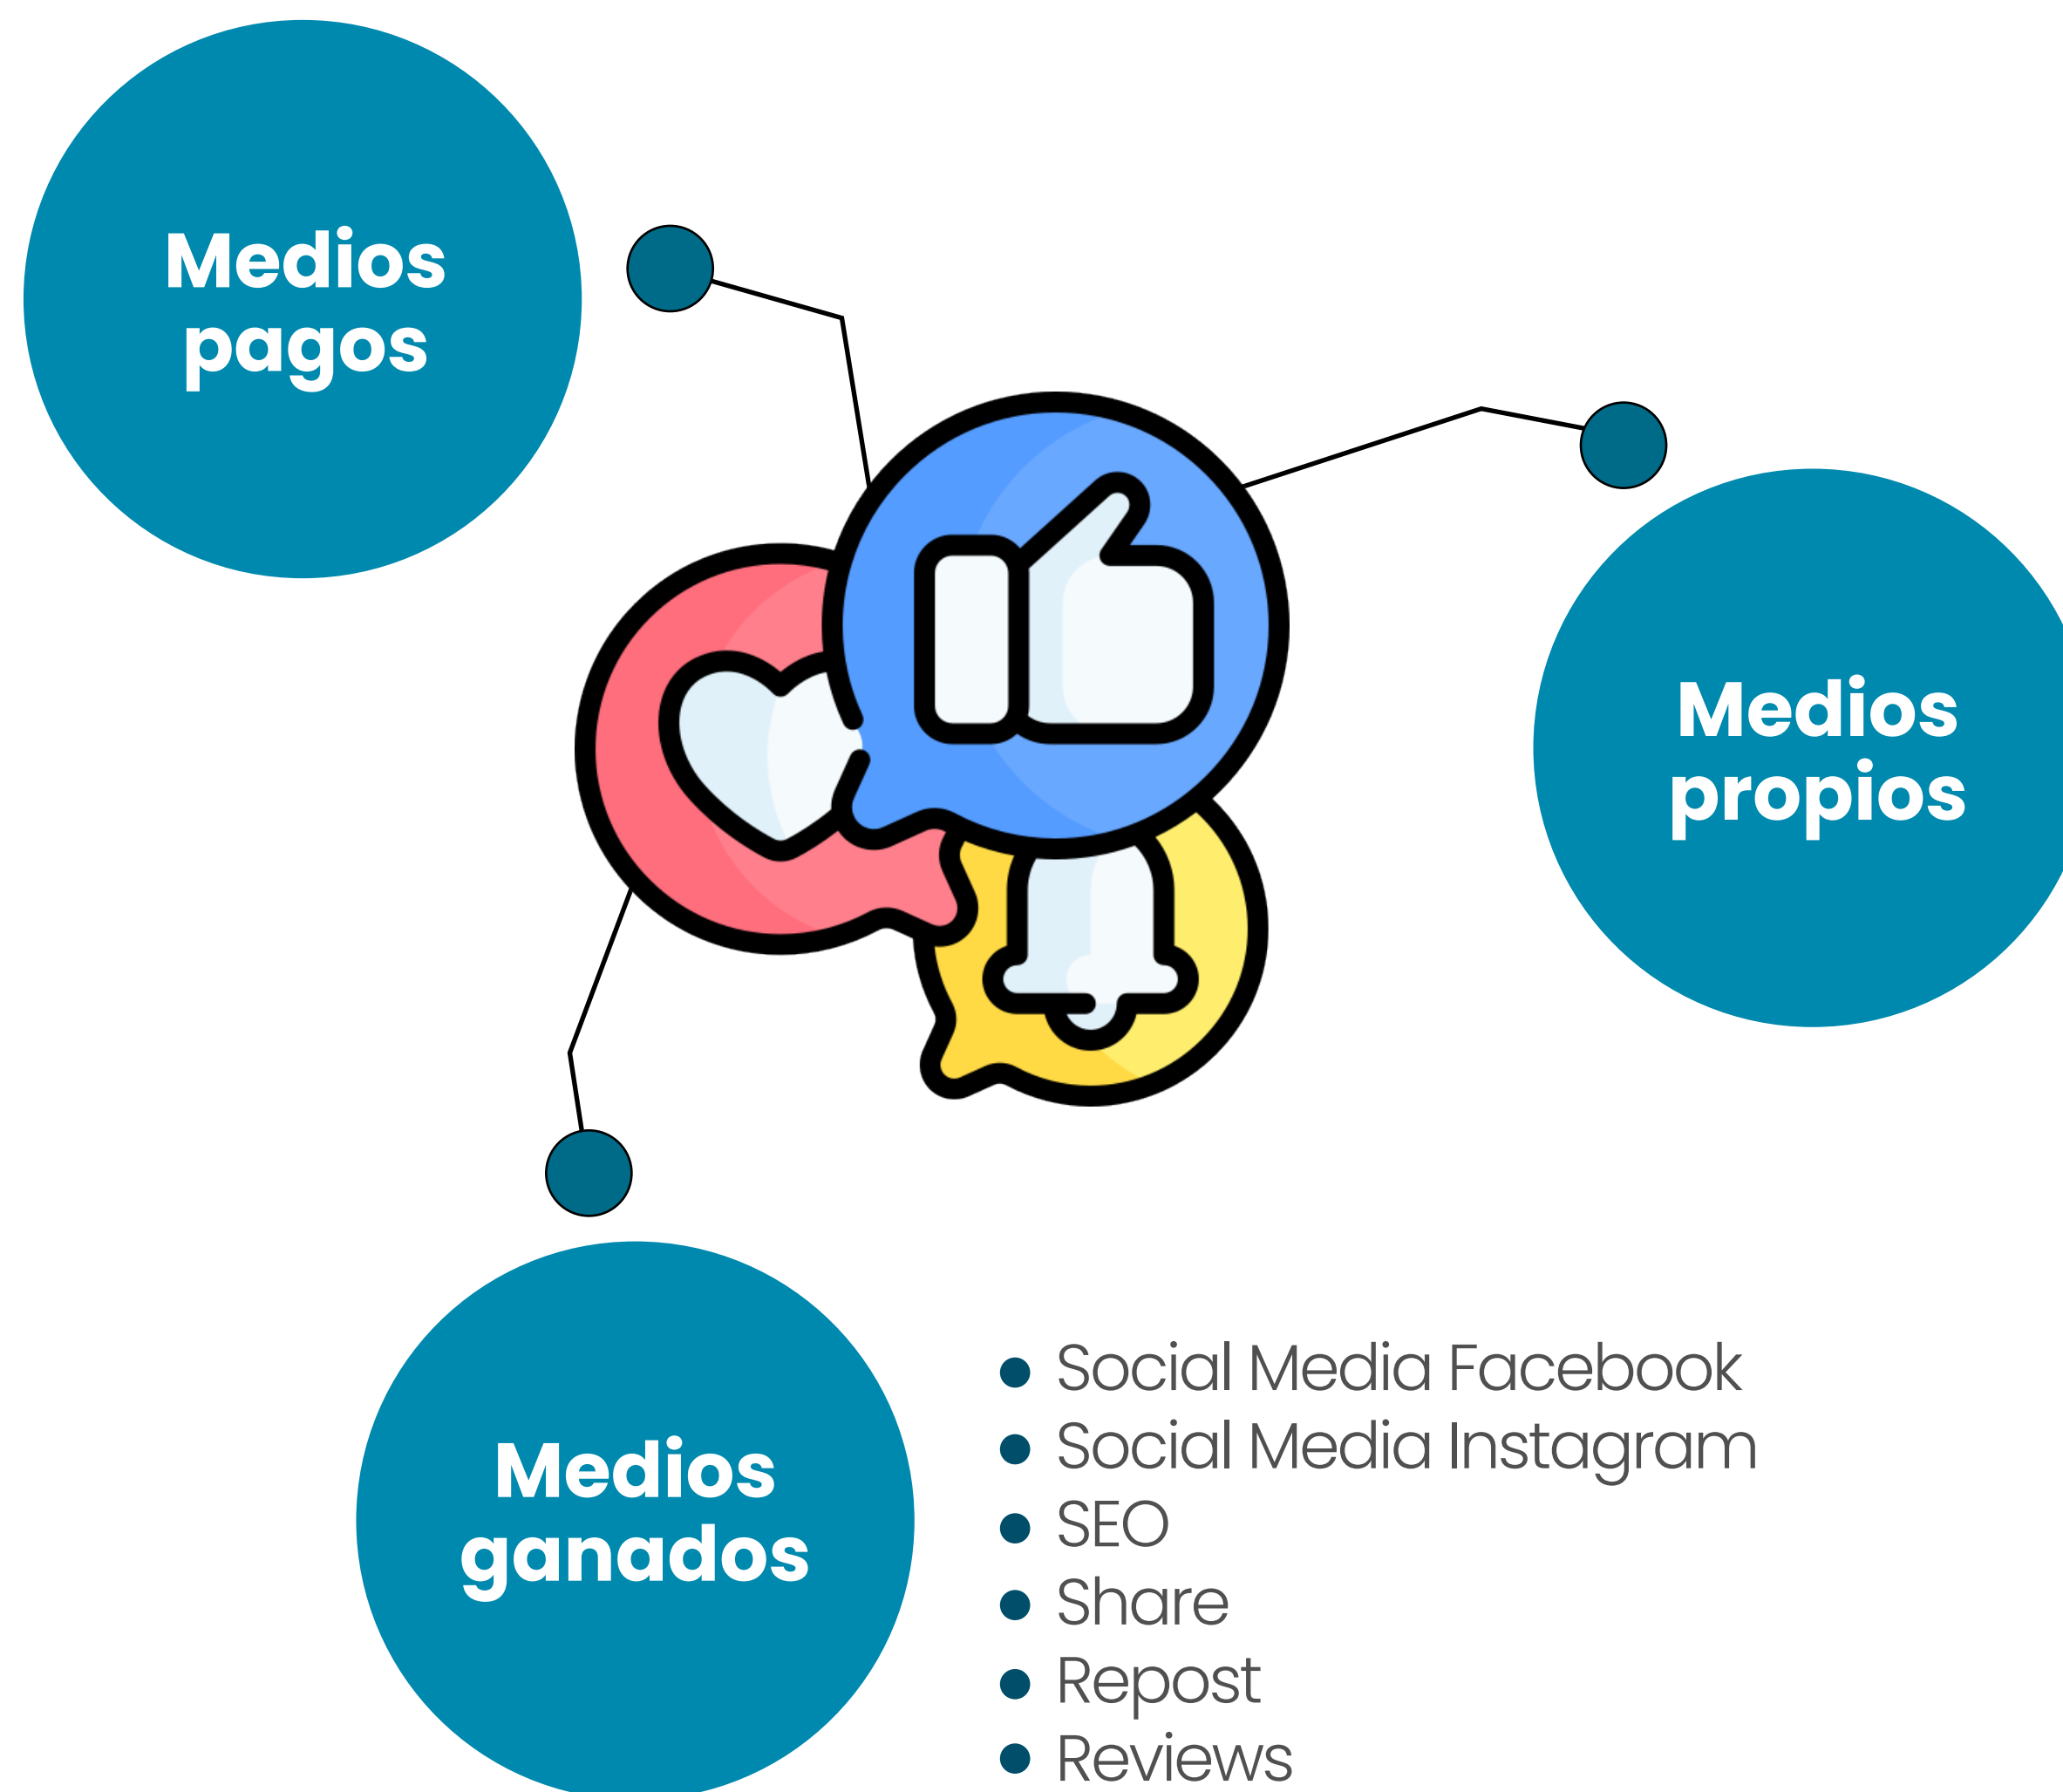 Medios
pagos
Medios
propios
Medios
ganados
Social Media Facebook
Social Media Instagram
SEO
Share
Repost
Reviews